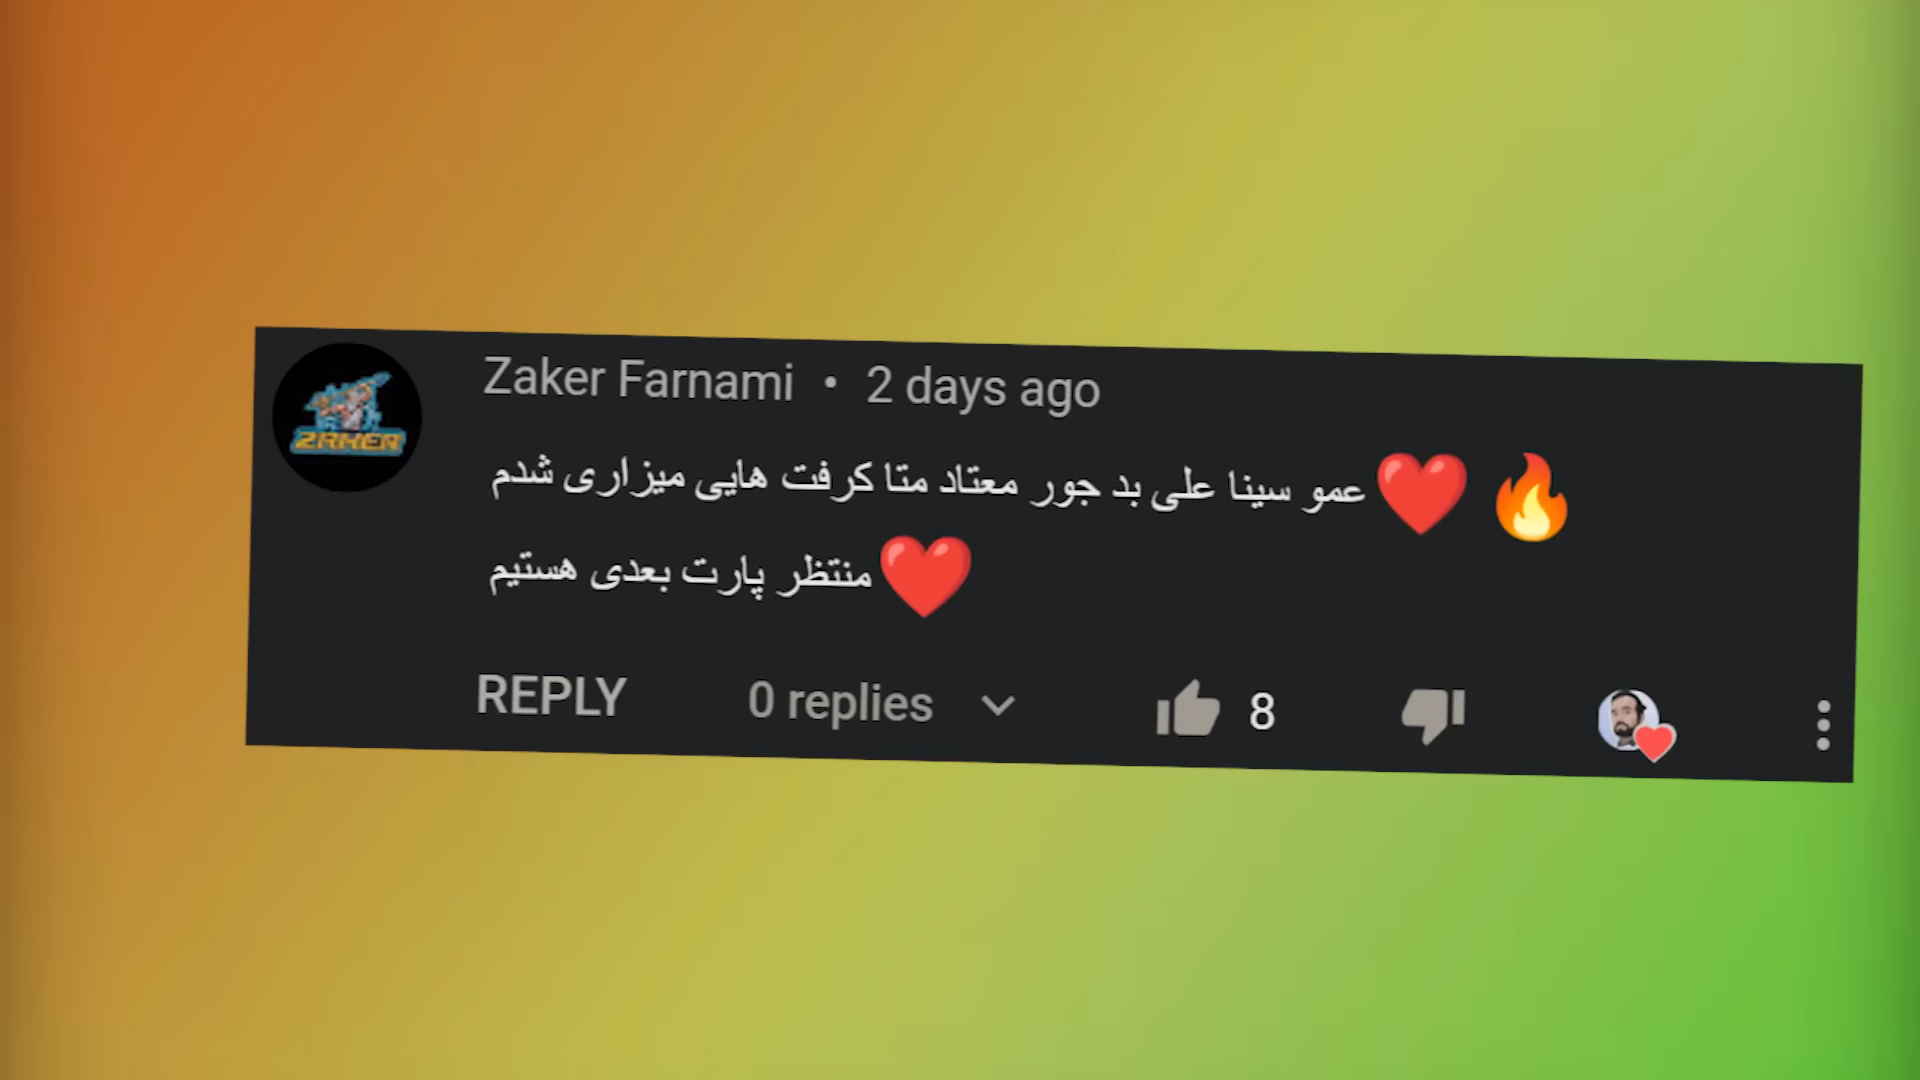 ZAKER
Zaker Farnami • 2 days ago
عمو سینا علی بد جور معتاد متا کرفت هایی میزاری شدم ❤️🔥
منتظر پارت بعدی هستیم ❤️
REPLY 0 replies 8